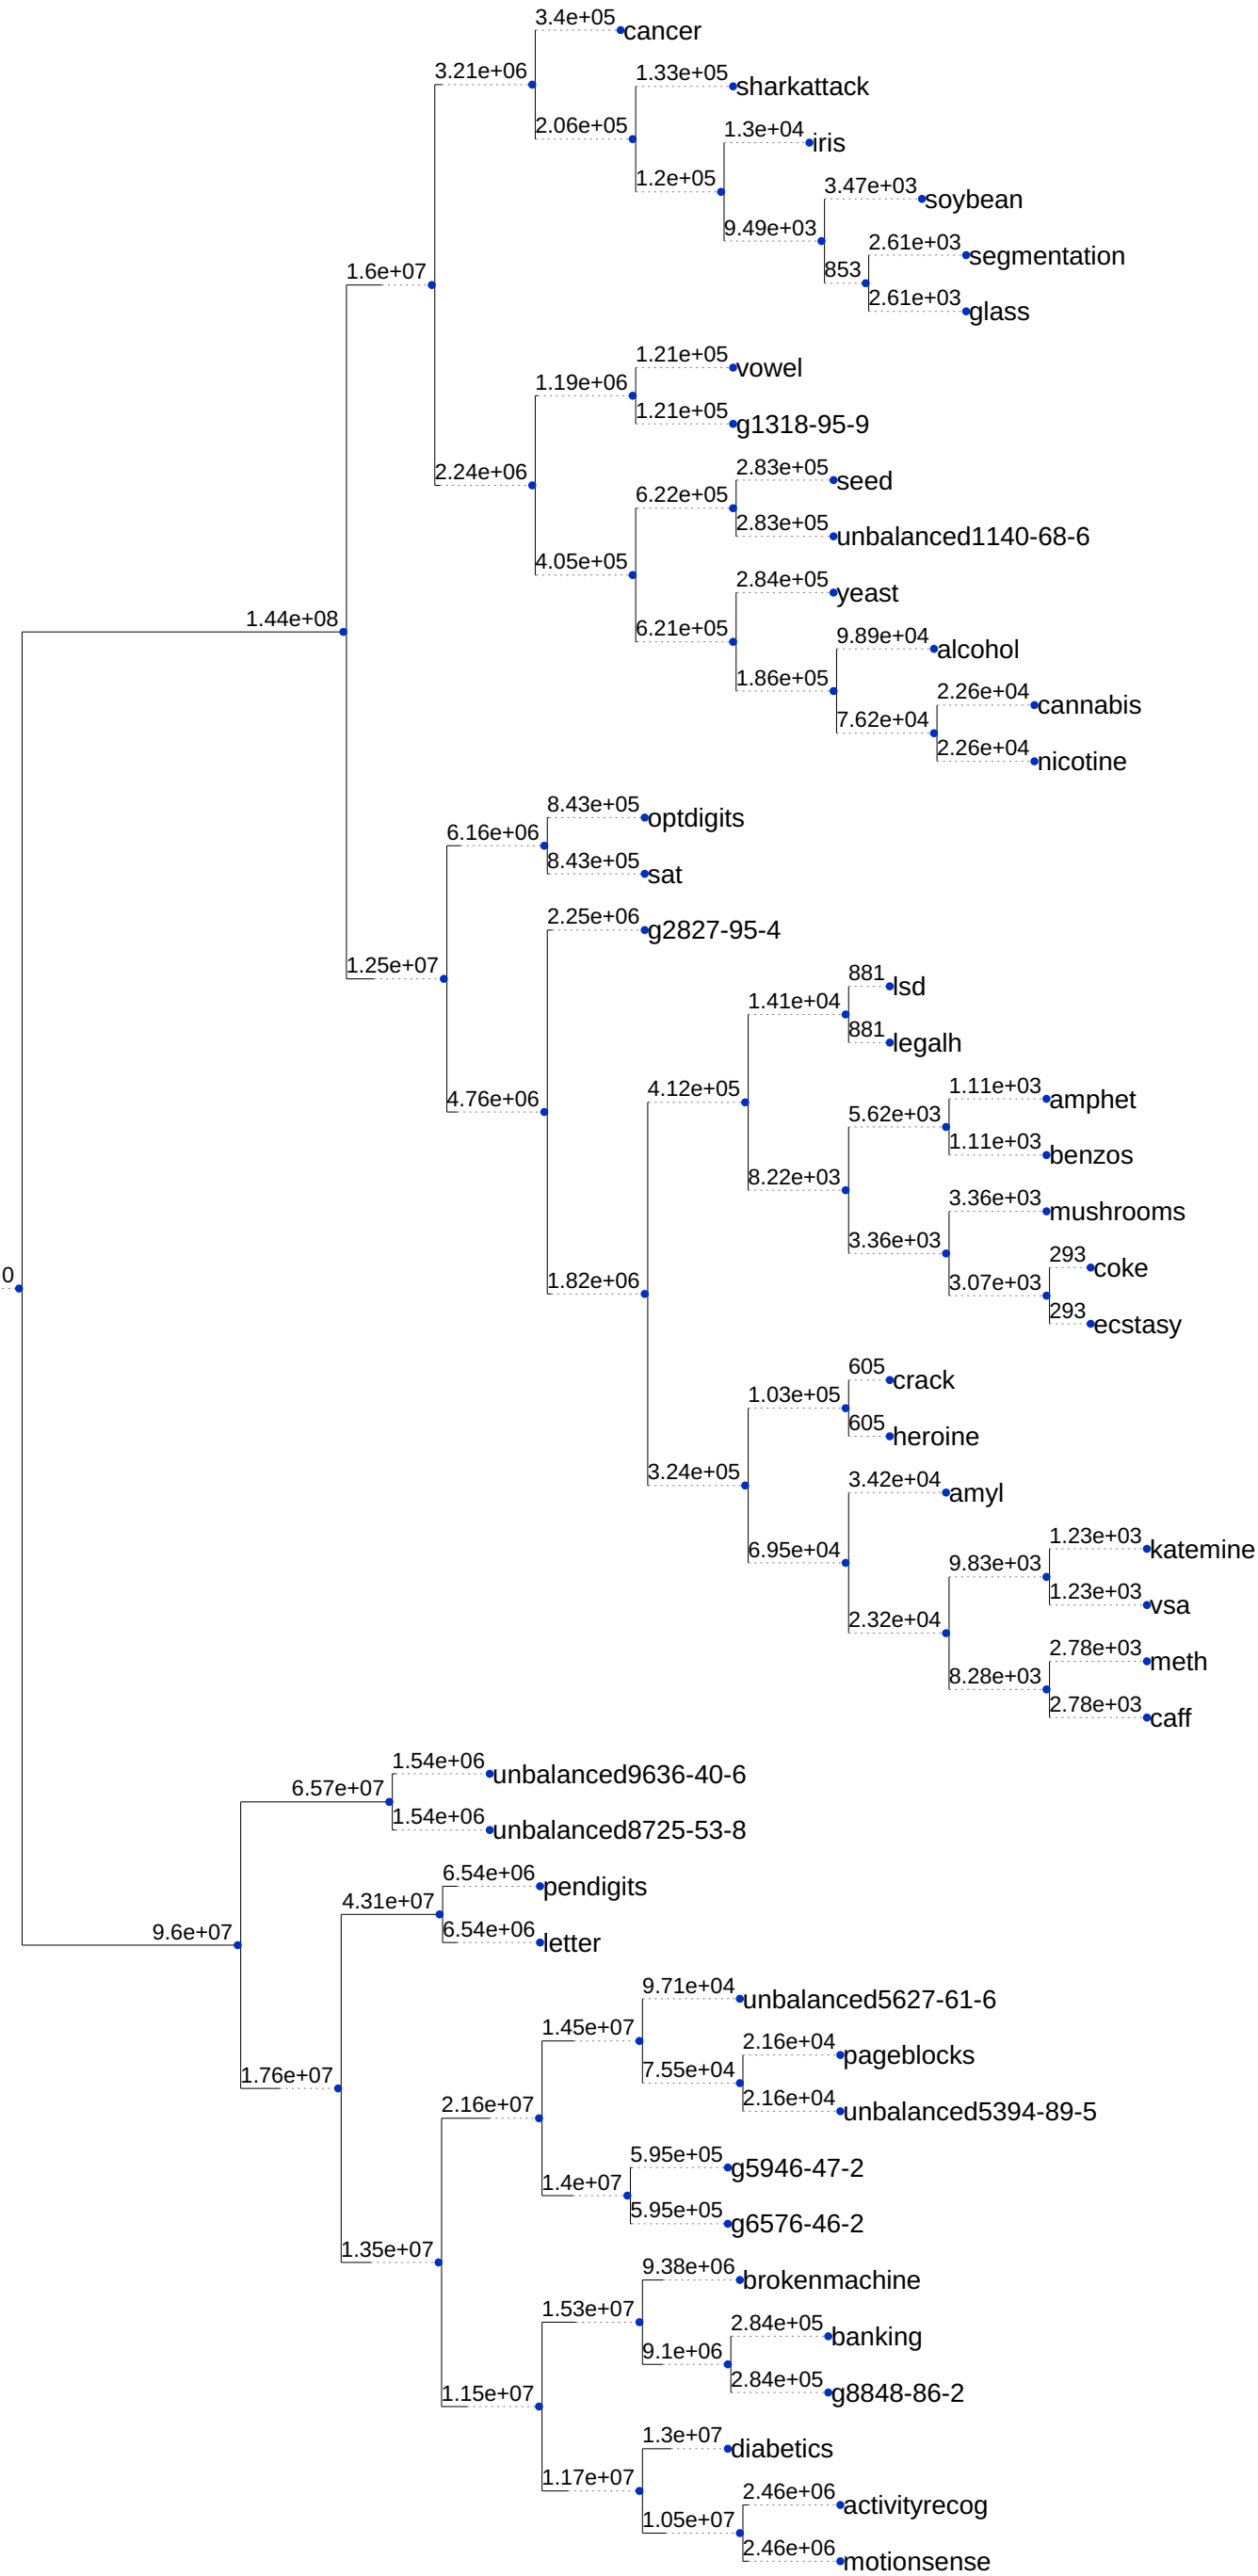 3.4e+05
cancer
3.21e+06
1.33e+05
sharkattack
2.06e+05
1.3e+04
iris
1.2e+05
3.47e+03
soybean
9.49e+03
2.61e+03
segmentation
853
1.6e+07
2.61e+03
glass
1.21e+05
vowel
1.19e+06
1.21e+05
g1318-95-9
2.24e+06
2.83e+05
seed
6.22e+05
2.83e+05
unbalanced1140-68-6
4.05e+05
2.84e+05
yeast
1.44e+08
6.21e+05
9.89e+04
alcohol
1.86e+05
2.26e+04
cannabis
7.62e+04
2.26e+04
nicotine
8.43e+05
optdigits
6.16e+06
8.43e+05
sat
2.25e+06
g2827-95-4
1.25e+07
881
lsd
1.41e+04
881
legalh
4.12e+05
4.76e+06
1.11e+03
amphet
5.62e+03
1.11e+03
benzos
8.22e+03
3.36e+03
mushrooms
3.36e+03
293
coke
0
1.82e+06
3.07e+03
293
ecstasy
605
crack
1.03e+05
605
heroine
3.24e+05
3.42e+04
amyl
6.95e+04
1.23e+03
katemine
9.83e+03
1.23e+03
vsa
2.32e+04
2.78e+03
meth
8.28e+03
2.78e+03
caff
1.54e+06
unbalanced9636-40-6
6.57e+07
1.54e+06
unbalanced8725-53-8
6.54e+06
pendigits
4.31e+07
6.54e+06
letter
9.6e+07
9.71e+04
unbalanced5627-61-6
1.45e+07
2.16e+04
pageblocks
1.76e+07
7.55e+04
2.16e+04
unbalanced5394-89-5
2.16e+07
5.95e+05
g5946-47-2
1.4e+07
5.95e+05
g6576-46-2
1.35e+07
9.38e+06
brokenmachine
1.53e+07
2.84e+05
banking
9.1e+06
2.84e+05
g8848-86-2
1.15e+07
1.3e+07
diabetics
1.17e+07
2.46e+06
activityrecog
1.05e+07
2.46e+06
motionsense